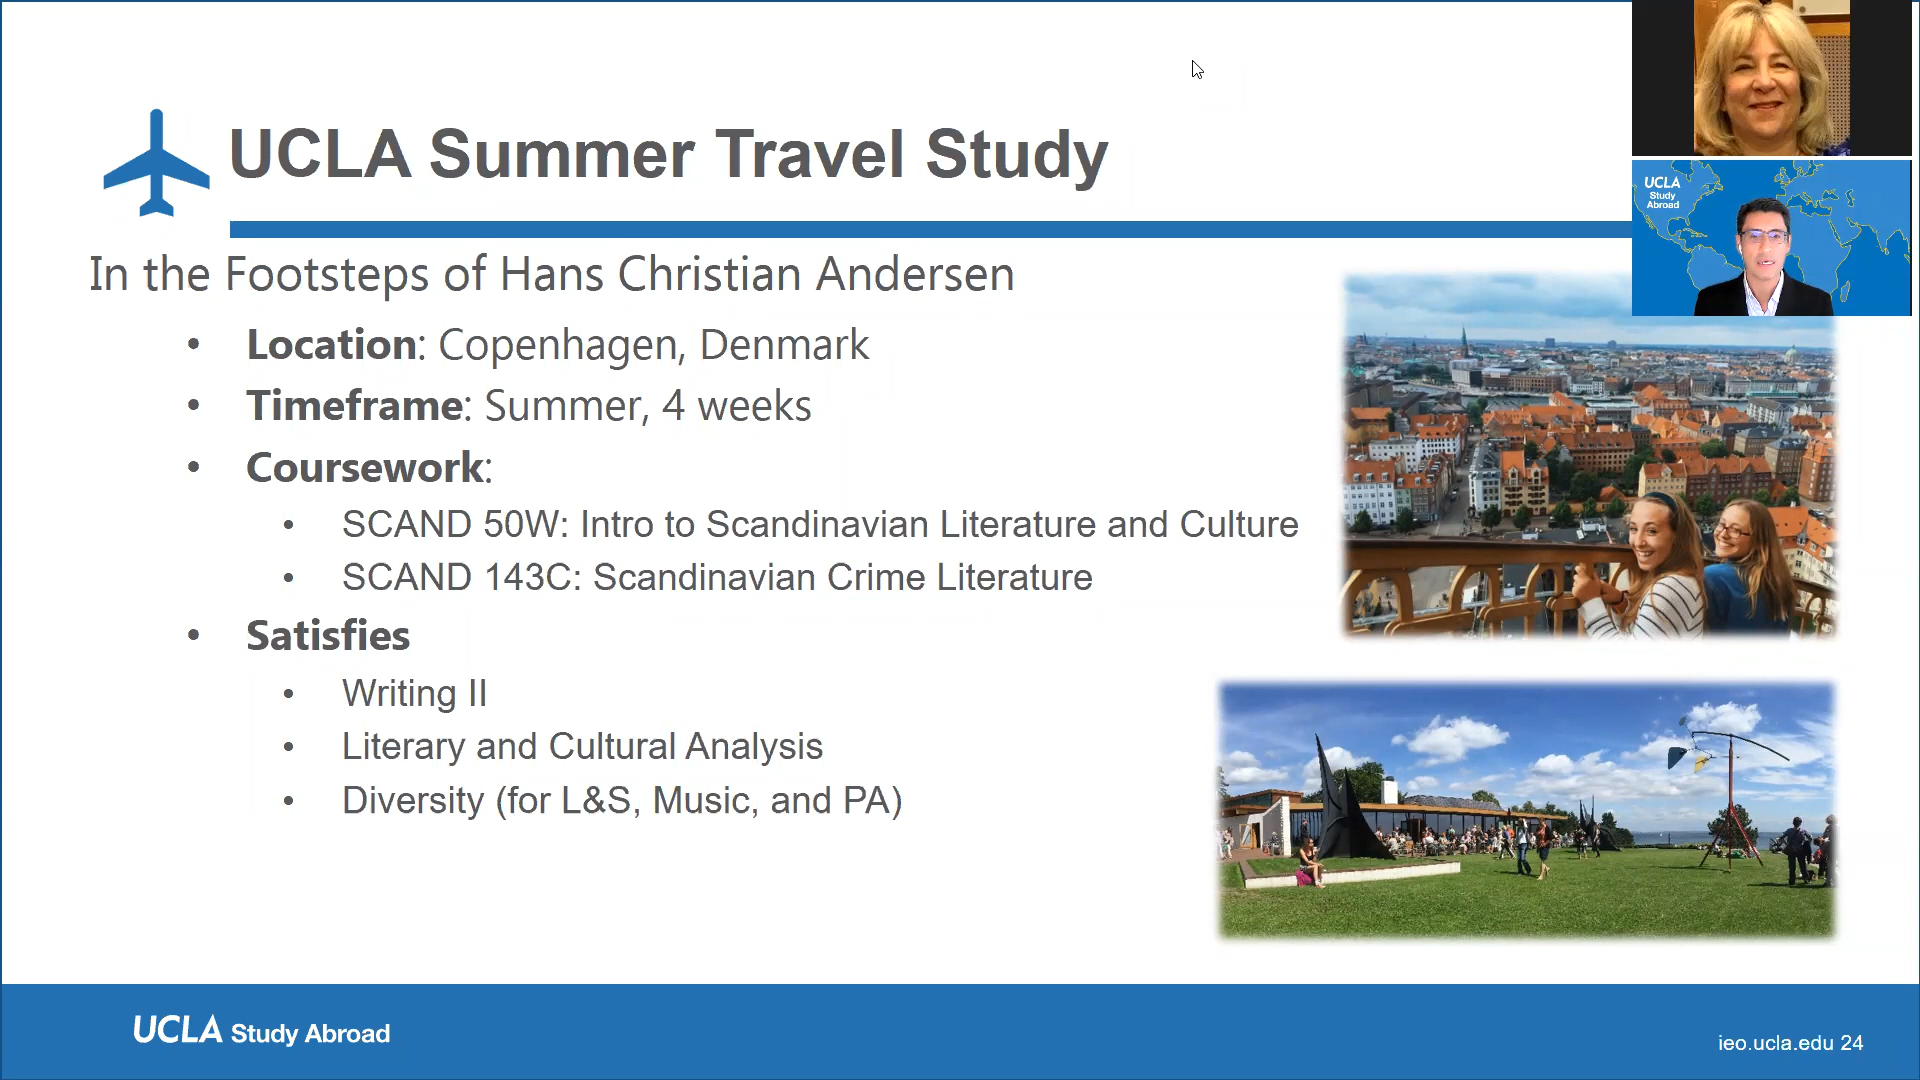 UCLA Summer Travel Study
UCLA
Study
Abroad
In the Footsteps of Hans Christian Andersen
• Location: Copenhagen, Denmark
• Timeframe: Summer, 4 weeks
• Coursework:
• SCAND 50W: Intro to Scandinavian Literature and Culture
• SCAND 143C: Scandinavian Crime Literature
• Satisfies
• Writing II
• Literary and Cultural Analysis
• Diversity (for L&S, Music, and PA)
UCLA Study Abroad
ieo.ucla.edu 24